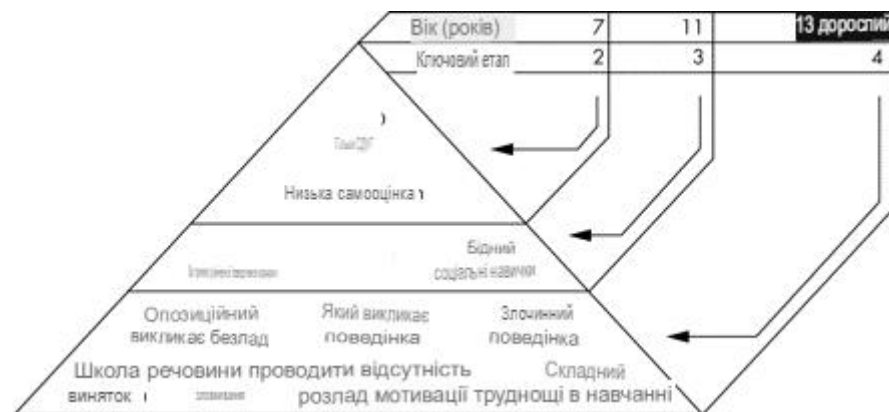 Вік (років) 7 11 13 дорослий
Ключовий етап 2 3 4
Низька самооцінка
Бідний
соціальні навички
Опозиційний Який викликає Злочинний
викликає безлад поведінка поведінка
Школа речовини проводити відсутність Складний
виняток розлад мотивації труднощі в навчанні